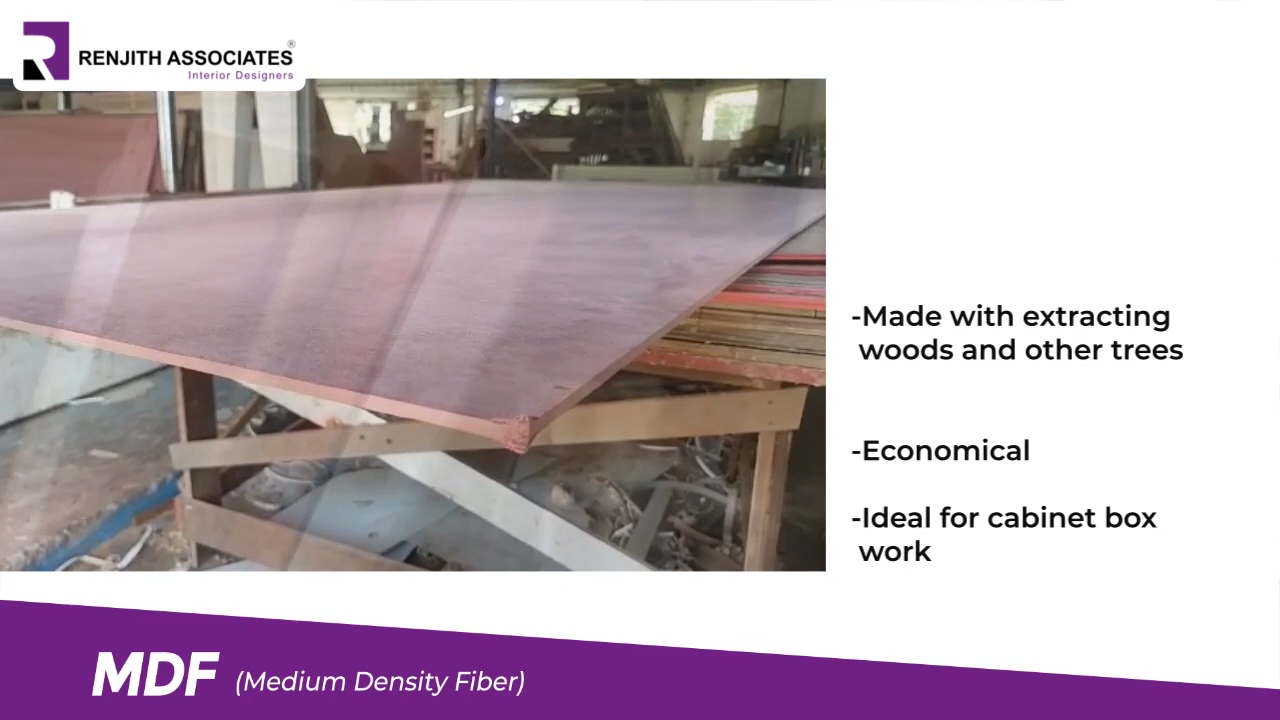 RENJITH ASSOCIATES®
Interior Designers
-Made with extracting
woods and other trees
-Economical
-Ideal for cabinet box
work
MDF (Medium Density Fiber)